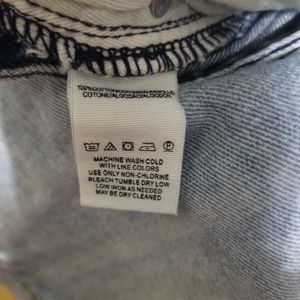 MACHINE WASH COLD
WITH LIKE COLORS
USE ONLY NON-CHLORINE
BLEACH TUMBLE DRY LOW
LOW IRON AS NEEDED
MAY BE DRY CLEANED